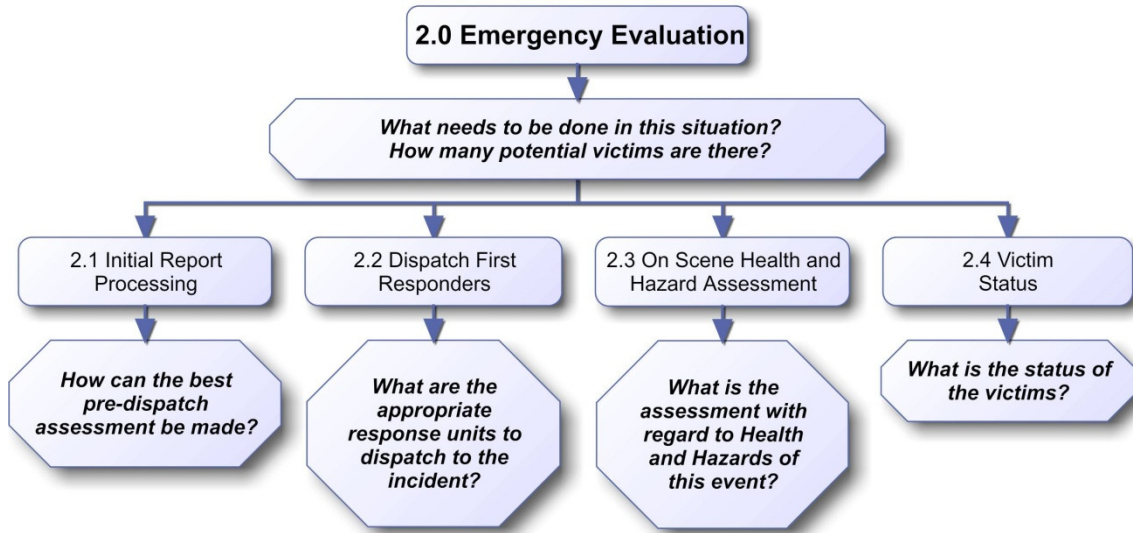 2.0 Emergency Evaluation
What needs to be done in this situation?
How many potential victims are there?
2.1 Initial Report
Processing
2.2 Dispatch First
Responders
2.3 On Scene Health and
Hazard Assessment
2.4 Victim
Status
How can the best
pre-dispatch
assessment be made?
What are the
appropriate
response units to
dispatch to the
incident?
What is the
assessment with
regard to Health
and Hazards of
this event?
What is the status of
the victims?